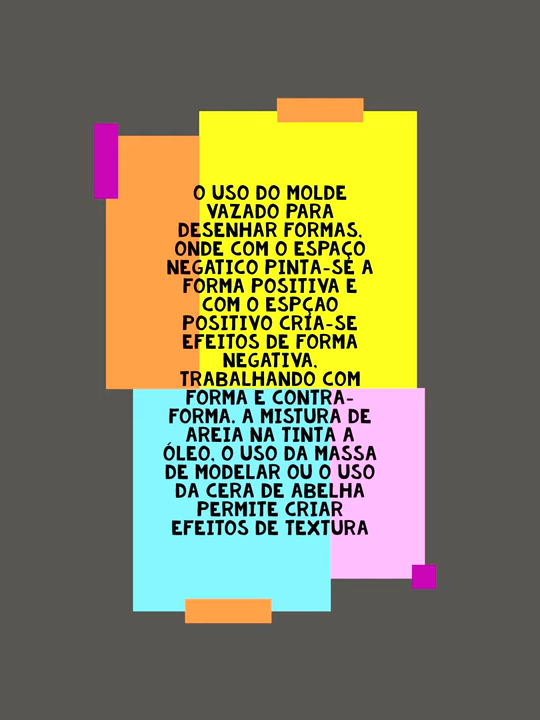 O USO DO MOLDE
VAZADO PARA
DESENHAR FORMAS.
ONDE COM O ESPAÇO
NEGATICO PINTA-SE A
FORMA POSITIVA E
COM O ESPÇAO
POSITIVO CRIA-SE
EFEITOS DE FORMA
NEGATIVA.
TRABALHANDO COM
FORMA E CONTRA-
FORMA. A MISTURA DE
AREIA NA TINTA A
ÓLEO, O USO DA MASSA
DE MODELAR OU O USO
DA CERA DE ABELHA
PERMITE CRIAR
EFEITOS DE TEXTURA